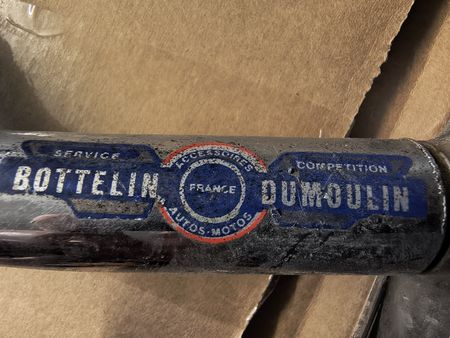 SERVICE
BOTTELIN
ACCESSOIRES
FRANCE
AUTOS-MOTOS
COMPETITION
DUMOULIN